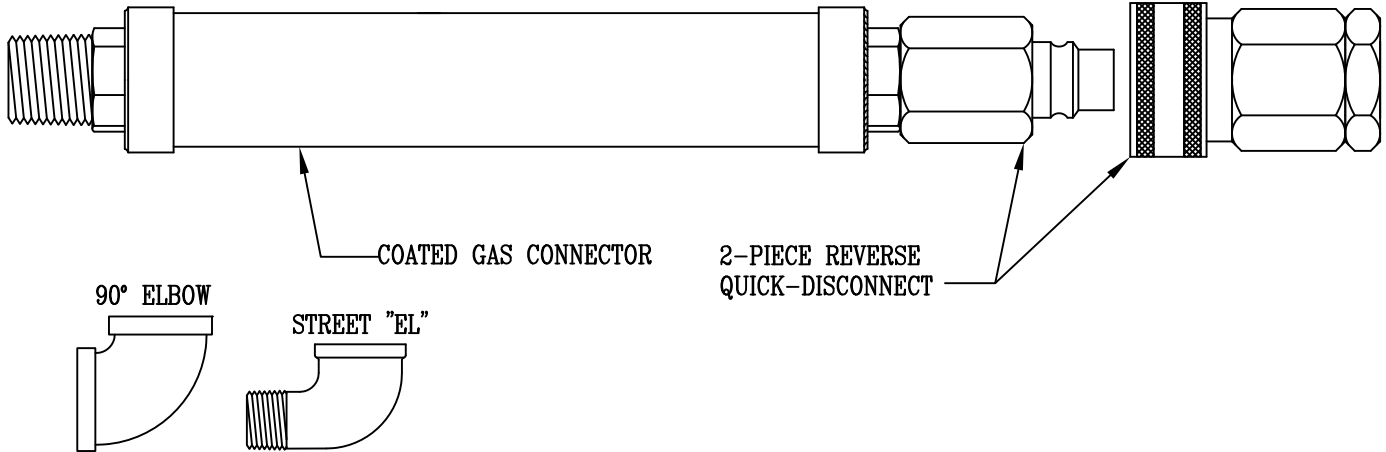 COATED GAS CONNECTOR
2-PIECE REVERSE
QUICK-DISCONNECT
90° ELBOW
STREET "EL"